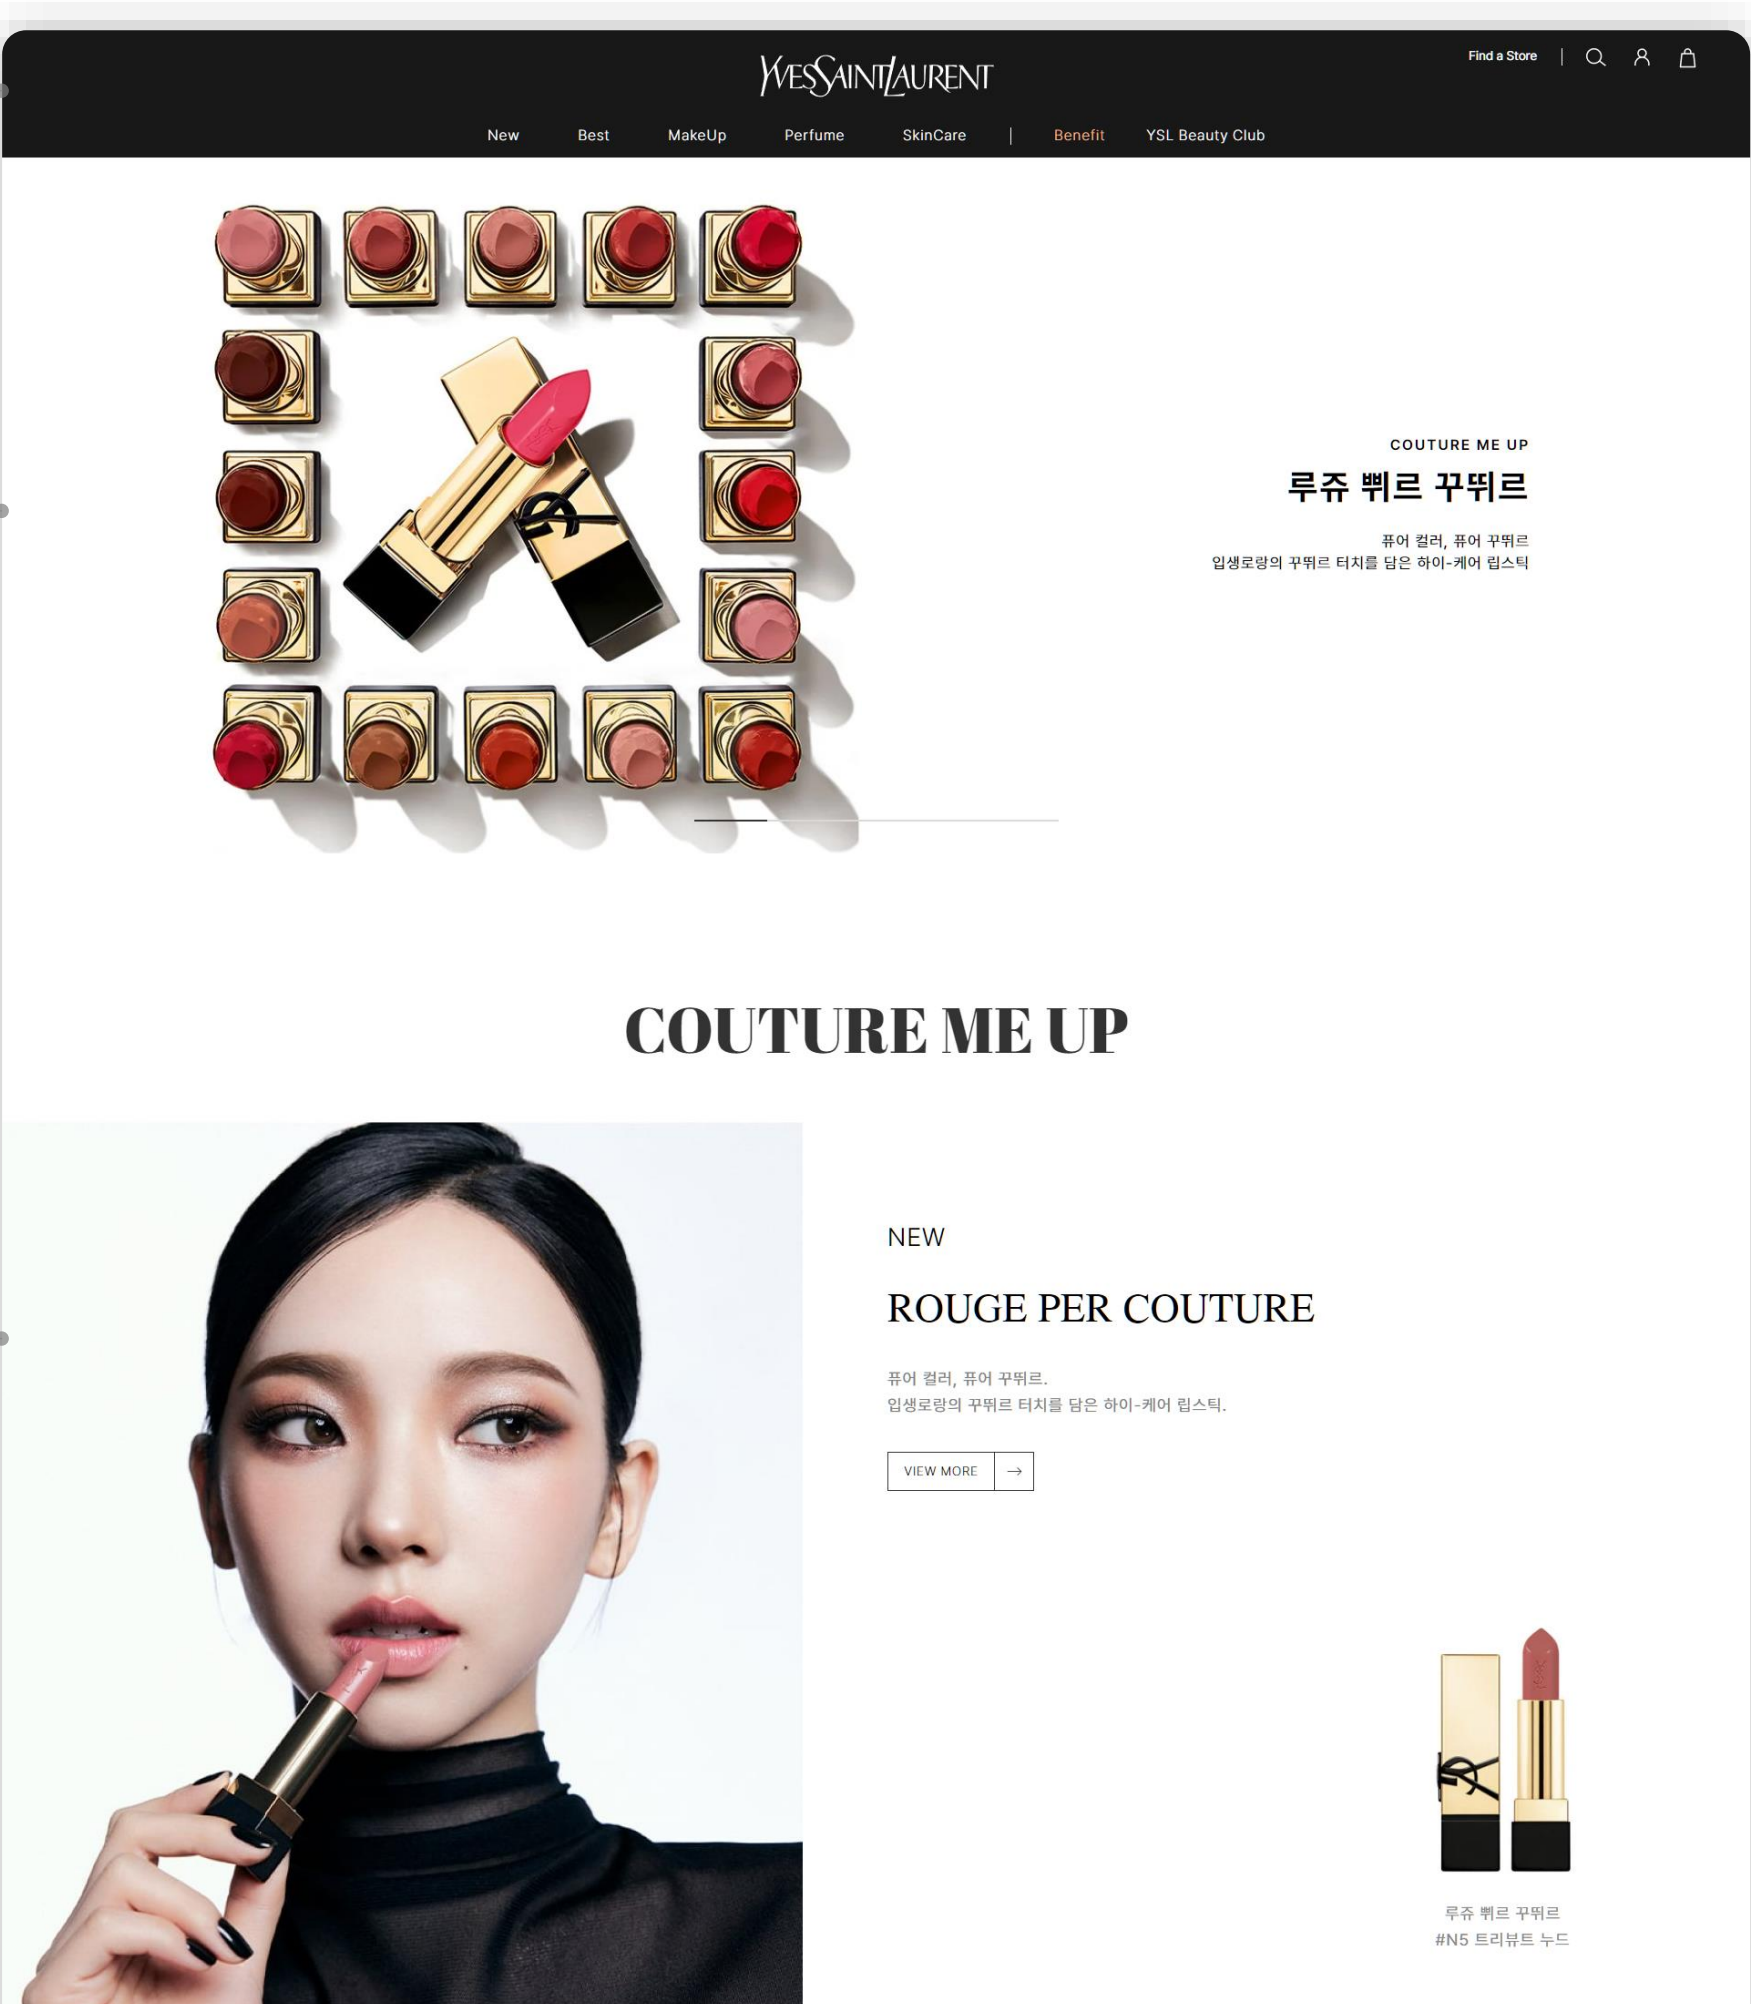 YVESSAINTLAURENT
Find a Store
New
Best
MakeUp
Perfume
SkinCare
Benefit
YSL Beauty Club
COUTURE ME UP
루쥬 쀠르 꾸뛰르
퓨어 컬러, 퓨어 꾸뛰르
입생로랑의 꾸뛰르 터치를 담은 하이-케어 립스틱
COUTURE ME UP
NEW
ROUGE PER COUTURE
퓨어 컬러, 퓨어 꾸뛰르.
입생로랑의 꾸뛰르 터치를 담은 하이-케어 립스틱.
VIEW MORE
루쥬 쀠르 꾸뛰르
#N5 트리뷰트 누드